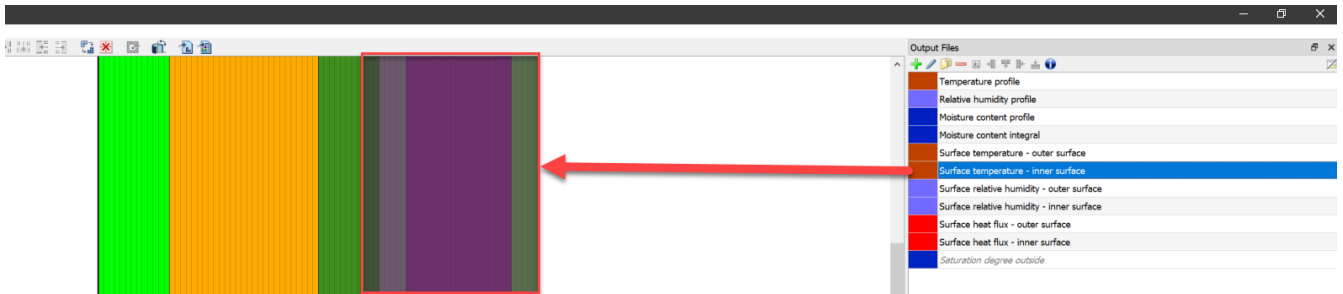 Output Files
Temperature profile
Relative humidity profile
Moisture content profile
Moisture content integral
Surface temperature - outer surface
Surface temperature - inner surface
Surface relative humidity - outer surface
Surface relative humidity - inner surface
Surface heat flux - outer surface
Surface heat flux - inner surface
Saturation degree outside